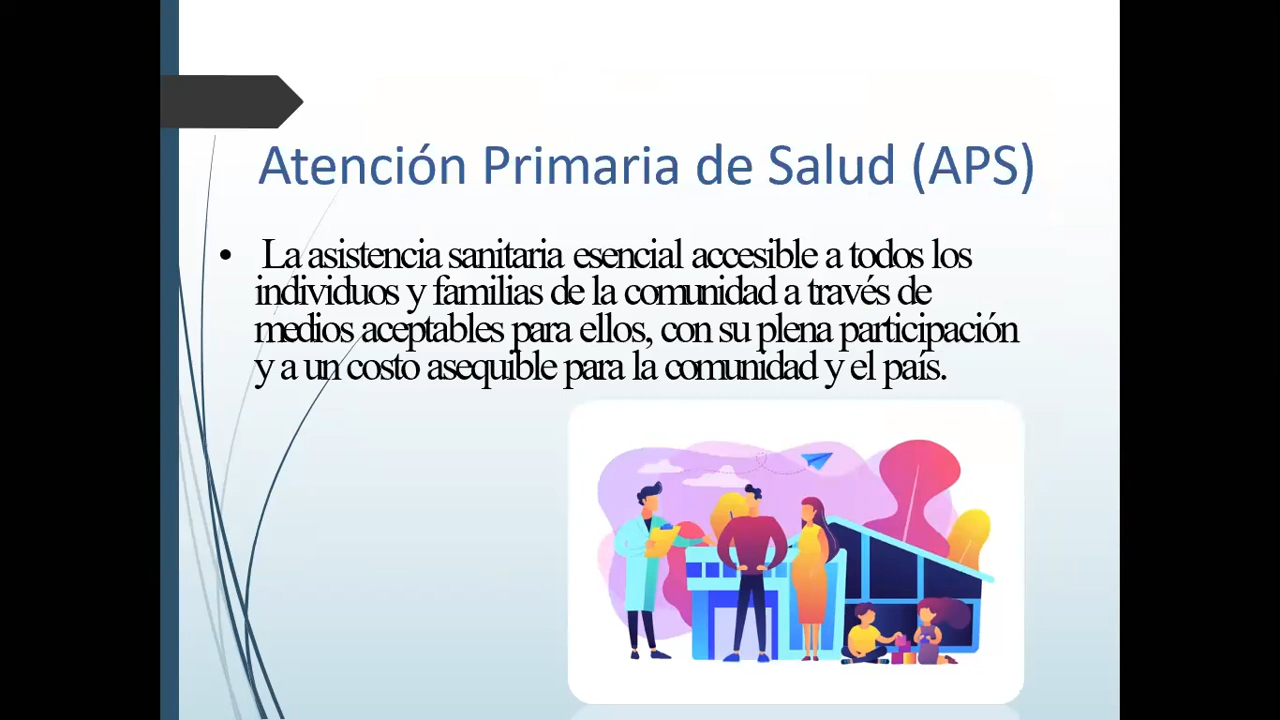 Atención Primaria de Salud (APS)
• La asistencia sanitaria esencial accesible a todos los
individuos y familias de la comunidad a través de
medios aceptables para ellos, con su plena participación
y a un costo asequible para la comunidad y el país.